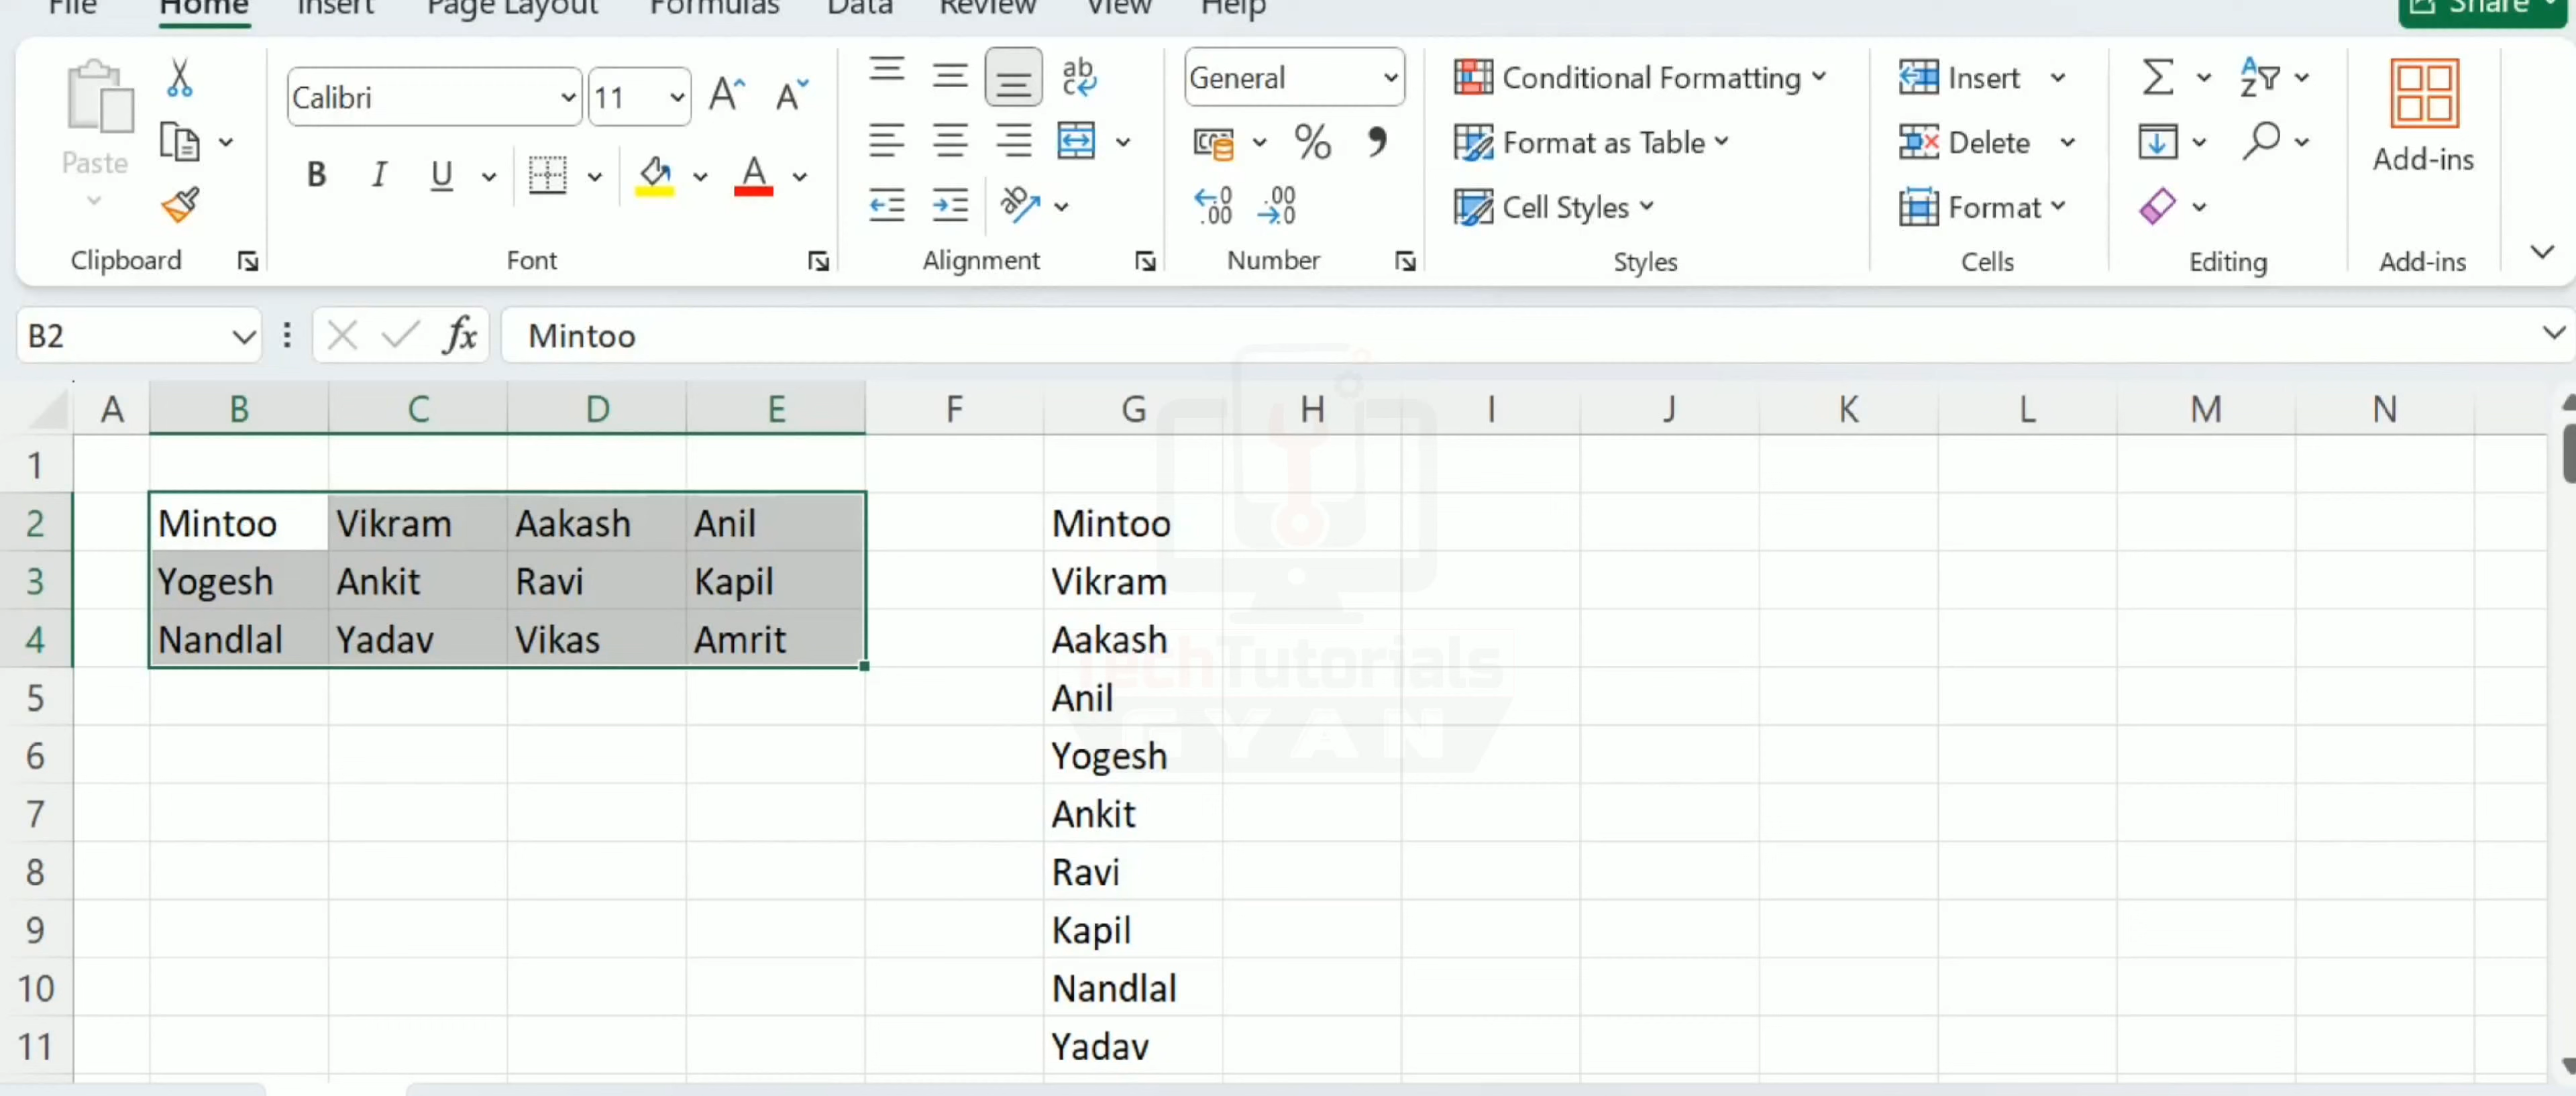 File Home Insert Page Layout Formulas Data Review View Help Share
Calibri 11 General Conditional Formatting Insert
Paste Format as Table Delete Add-ins
B I U Cell Styles Format
Clipboard Font Alignment Number Styles Cells Editing Add-ins
B2 fx Mintoo
A B C D E F G H I J K L M N
1
2 Mintoo Vikram Aakash Anil Mintoo
3 Yogesh Ankit Ravi Kapil Vikram
4 Nandlal Yadav Vikas Amrit Aakash
TechTutorials
5 Anil
GYAN
6 Yogesh
7 Ankit
8 Ravi
9 Kapil
10 Nandlal
11 Yadav